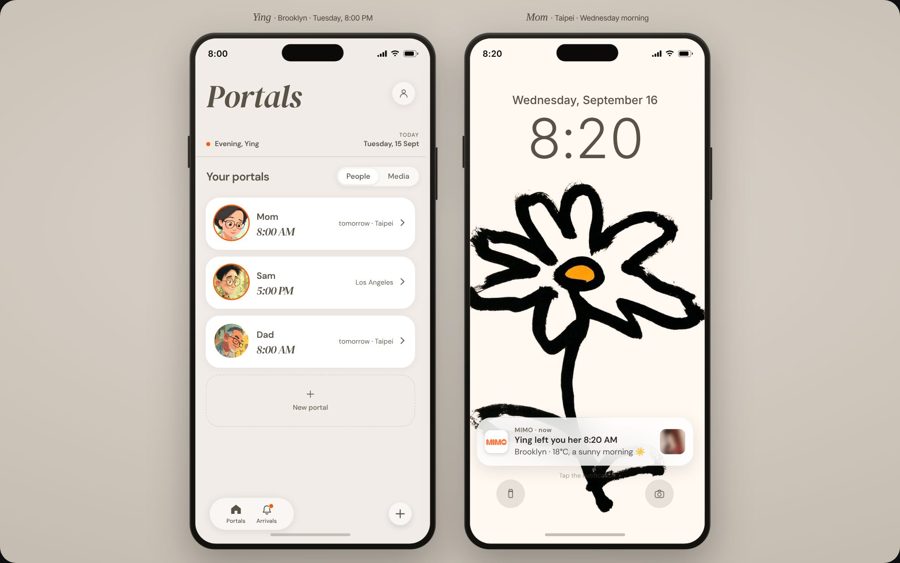 Ying · Brooklyn · Tuesday, 8:00 PM
8:00
Portals
Evening, Ying
TODAY
Tuesday, 15 Sept
Your portals
People
Media
Mom
8:00 AM
tomorrow · Taipei
Sam
5:00 PM
Los Angeles
Dad
8:00 AM
tomorrow · Taipei
+
New portal
Portals
Arrivals
+
Mom · Taipei · Wednesday morning
8:20
Wednesday, September 16
8:20
MIMO
MIMO · now
Ying left you her 8:20 AM
Brooklyn · 18°C, a sunny morning ☀️
Tap the